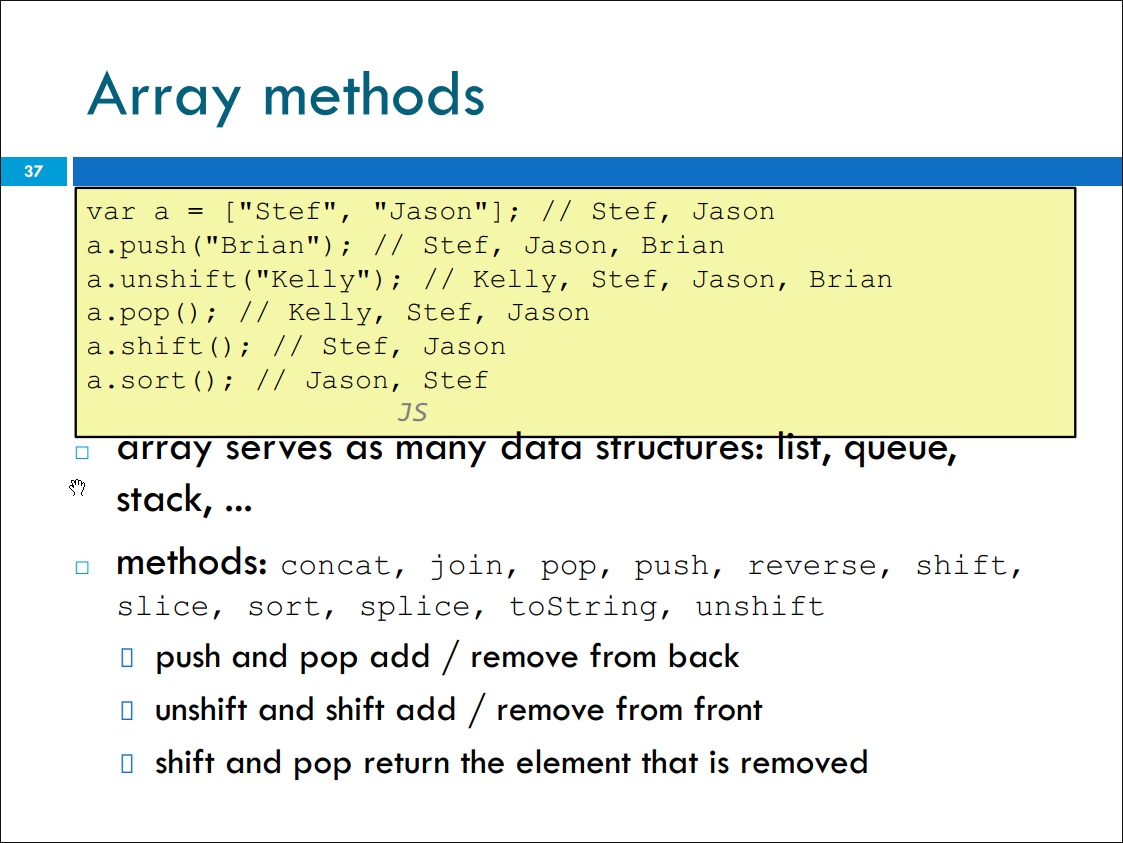 Array methods
37
var a = ["Stef", "Jason"]; // Stef, Jason
a.push("Brian"); // Stef, Jason, Brian
a.unshift("Kelly"); // Kelly, Stef, Jason, Brian
a.pop(); // Kelly, Stef, Jason
a.shift(); // Stef, Jason
a.sort(); // Jason, Stef
JS
array serves as many data structures: list, queue,
stack, ...
methods: concat, join, pop, push, reverse, shift,
slice, sort, splice, toString, unshift
push and pop add / remove from back
unshift and shift add / remove from front
shift and pop return the element that is removed